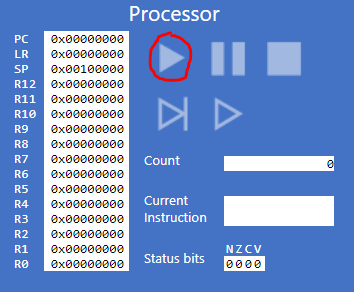 Processor
PC 0x00000000
LR 0x00000000
SP 0x00100000
R12 0x00000000
R11 0x00000000
R10 0x00000000
R9 0x00000000
R8 0x00000000
R7 0x00000000
R6 0x00000000
R5 0x00000000
R4 0x00000000
R3 0x00000000
R2 0x00000000
R1 0x00000000
R0 0x00000000
Count 0
Current
Instruction
NZCV
Status bits 0000